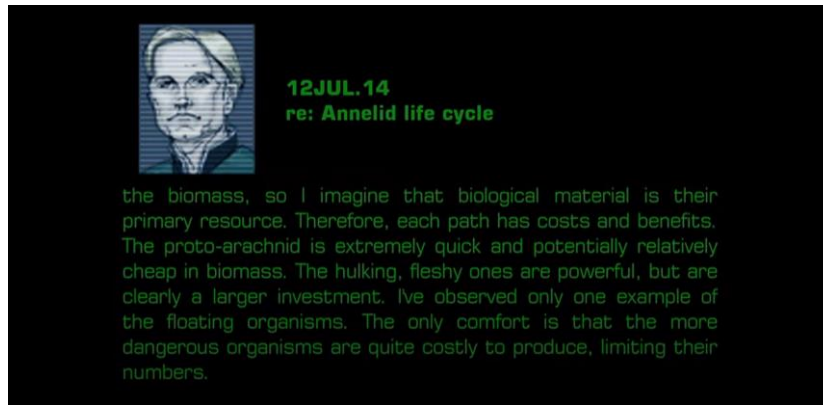 12JUL.14
re: Annelid life cycle
the biomass, so I imagine that biological material is their
primary resource. Therefore, each path has costs and benefits.
The proto-arachnid is extremely quick and potentially relatively
cheap in biomass. The hulking, fleshy ones are powerful, but are
clearly a larger investment. I've observed only one example of
the floating organisms. The only comfort is that the more
dangerous organisms are quite costly to produce, limiting their
numbers.